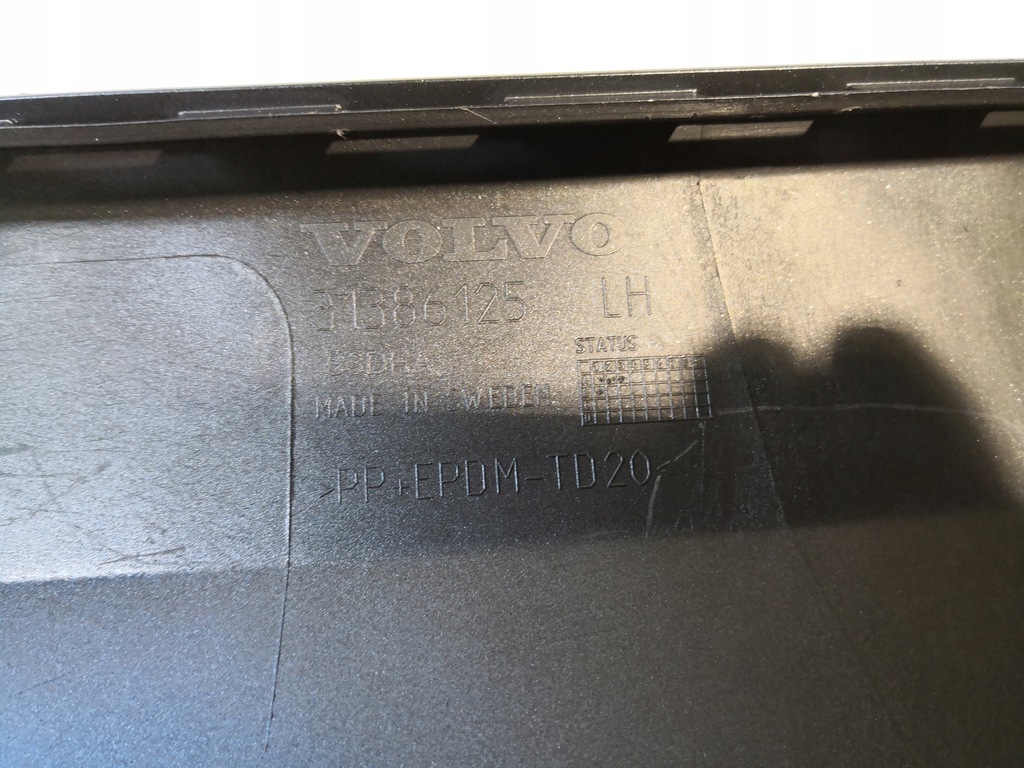 VOLVO
31386125 LH
STATUS
MADE IN SWEDEN
>PP+EPDM-TD20<